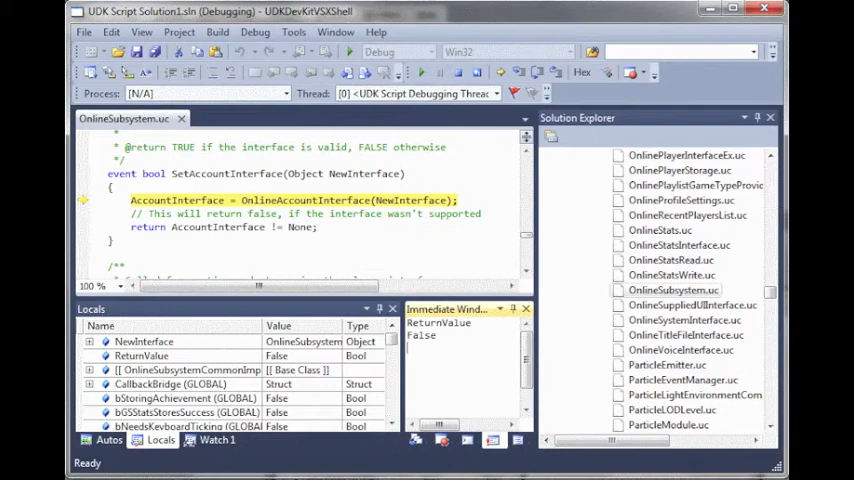 UDK Script Solution1.sln (Debugging) - UDKDevKitVSXShell
File Edit View Project Build Debug Tools Window Help
Debug Win32
Hex
Process: [N/A] Thread: [0] <UDK Script Debugging Threac
OnlineSubsystem.uc
*
* @return TRUE if the interface is valid, FALSE otherwise
*/
event bool SetAccountInterface(Object NewInterface)
{
AccountInterface = OnlineAccountInterface(NewInterface);
// This will return false, if the interface wasn't supported
return AccountInterface != None;
}
/**
100 %
Locals
Name Value Type
NewInterface OnlineSubsystem Object
ReturnValue False Bool
[[ OnlineSubsystemCommonImp [[ Base Class ]]
CallbackBridge (GLOBAL) Struct Struct
bStoringAchievement (GLOBAL) False Bool
bGSStatsStoresSuccess (GLOBAL) False Bool
bNeedsKeyboardTicking (GLOBAL) False Bool
Autos Locals Watch 1
Immediate Wind...
ReturnValue
False
Solution Explorer
OnlinePlayerInterfaceEx.uc
OnlinePlayerStorage.uc
OnlinePlaylistGameTypeProvic
OnlineProfileSettings.uc
OnlineRecentPlayersList.uc
OnlineStats.uc
OnlineStatsInterface.uc
OnlineStatsRead.uc
OnlineStatsWrite.uc
OnlineSubsystem.uc
OnlineSuppliedUIInterface.uc
OnlineSystemInterface.uc
OnlineTitleFileInterface.uc
OnlineVoiceInterface.uc
ParticleEmitter.uc
ParticleEventManager.uc
ParticleLightEnvironmentCom
ParticleLODLevel.uc
ParticleModule.uc
Ready